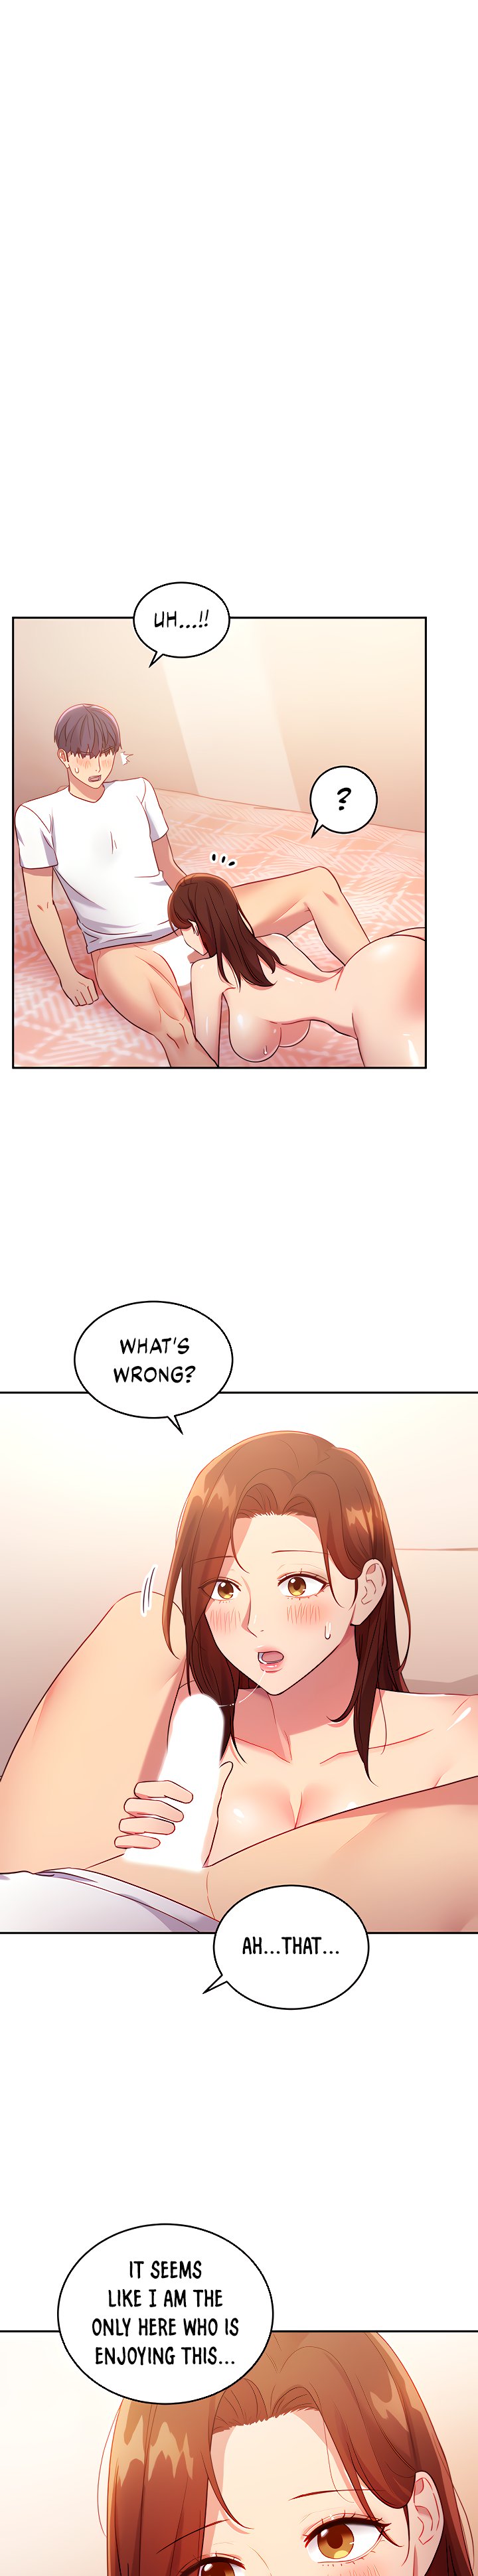 UH...!!
?
WHAT'S
WRONG?
AH...THAT...
IT SEEMS
LIKE I AM THE
ONLY HERE WHO IS
ENJOYING THIS...